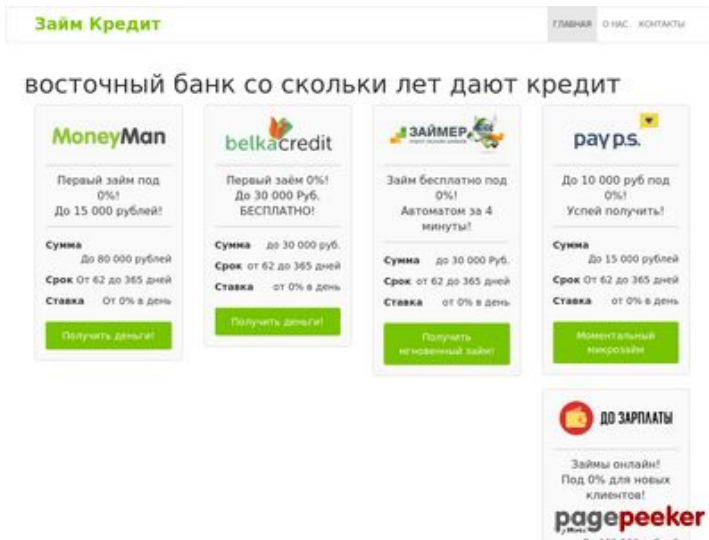 Займ Кредит
ГЛАВНАЯ О НАС КОНТАКТЫ
восточный банк со скольки лет дают кредит
MoneyMan
Первый займ под
0%!
До 15 000 рублей!
Сумма
До 80 000 рублей
Срок От 62 до 365 дней
Ставка От 0% в день
Получить деньги!
belkacredit
Первый заём 0%!
До 30 000 Руб.
БЕСПЛАТНО!
Сумма до 30 000 руб.
Срок от 62 до 365 дней
Ставка от 0% в день
Получить деньги!
ЗАЙМЕР
Займ бесплатно под
0%!
Автоматом за 4
минуты!
Сумма до 30 000 Руб.
Срок от 62 до 365 дней
Ставка от 0% в день
Получить
мгновенный займ!
pay p.s.
До 10 000 руб под
0%!
Успей получить!
Сумма
До 15 000 рублей
Срок От 62 до 365 дней
Ставка От 0% в день
Моментальный
микрозайм
ДО ЗАРПЛАТЫ
Займы онлайн!
Под 0% для новых
клиентов!
pagepeeker